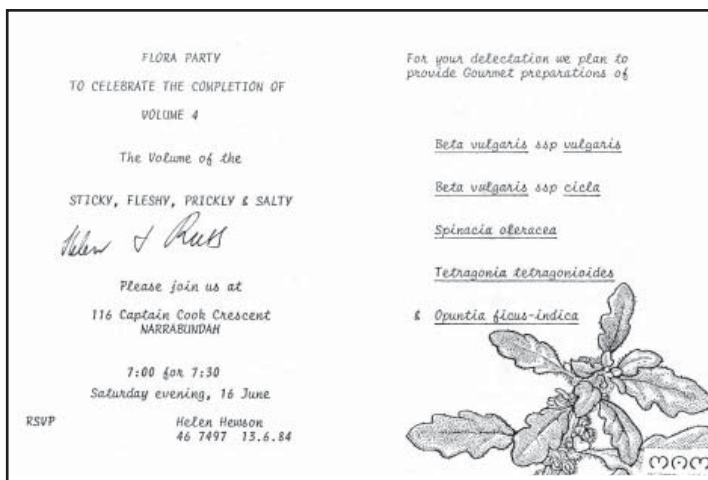 FLORA PARTY
TO CELEBRATE THE COMPLETION OF
VOLUME 4
The Volume of the
STICKY, FLESHY, PRICKLY & SALTY
Helen & Russ
Please join us at
116 Captain Cook Crescent
NARRABUNDAH
7:00 for 7:30
Saturday evening, 16 June
RSVP Helen Hewson
46 7497 13.6.84
For your delectation we plan to
provide Gourmet preparations of
Beta vulgaris ssp vulgaris
Beta vulgaris ssp cicla
Spinacia oleracea
Tetragonia tetragonioides
& Opuntia ficus-indica